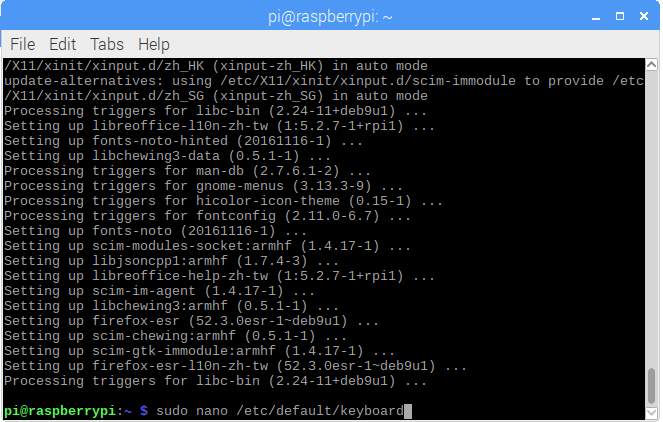 pi@raspberrypi: ~
File Edit Tabs Help
/X11/xinit/xinput.d/zh_HK (xinput-zh_HK) in auto mode
update-alternatives: using /etc/X11/xinit/xinput.d/scim-immodule to provide /etc
/X11/xinit/xinput.d/zh_SG (xinput-zh_SG) in auto mode
Processing triggers for libc-bin (2.24-11+deb9u1) ...
Setting up libreoffice-l10n-zh-tw (1:5.2.7-1+rpi1) ...
Setting up fonts-noto-hinted (20161116-1) ...
Setting up libchewing3-data (0.5.1-1) ...
Processing triggers for man-db (2.7.6.1-2) ...
Processing triggers for gnome-menus (3.13.3-9) ...
Processing triggers for hicolor-icon-theme (0.15-1) ...
Processing triggers for fontconfig (2.11.0-6.7) ...
Setting up fonts-noto (20161116-1) ...
Setting up scim-modules-socket:armhf (1.4.17-1) ...
Setting up libjsoncpp1:armhf (1.7.4-3) ...
Setting up libreoffice-help-zh-tw (1:5.2.7-1+rpi1) ...
Setting up scim-im-agent (1.4.17-1) ...
Setting up libchewing3:armhf (0.5.1-1) ...
Setting up firefox-esr (52.3.0esr-1~deb9u1) ...
Setting up scim-chewing:armhf (0.5.1-1) ...
Setting up scim-gtk-immodule:armhf (1.4.17-1) ...
Setting up firefox-esr-l10n-zh-tw (52.3.0esr-1~deb9u1) ...
Processing triggers for libc-bin (2.24-11+deb9u1) ...
pi@raspberrypi:~ $ sudo nano /etc/default/keyboard